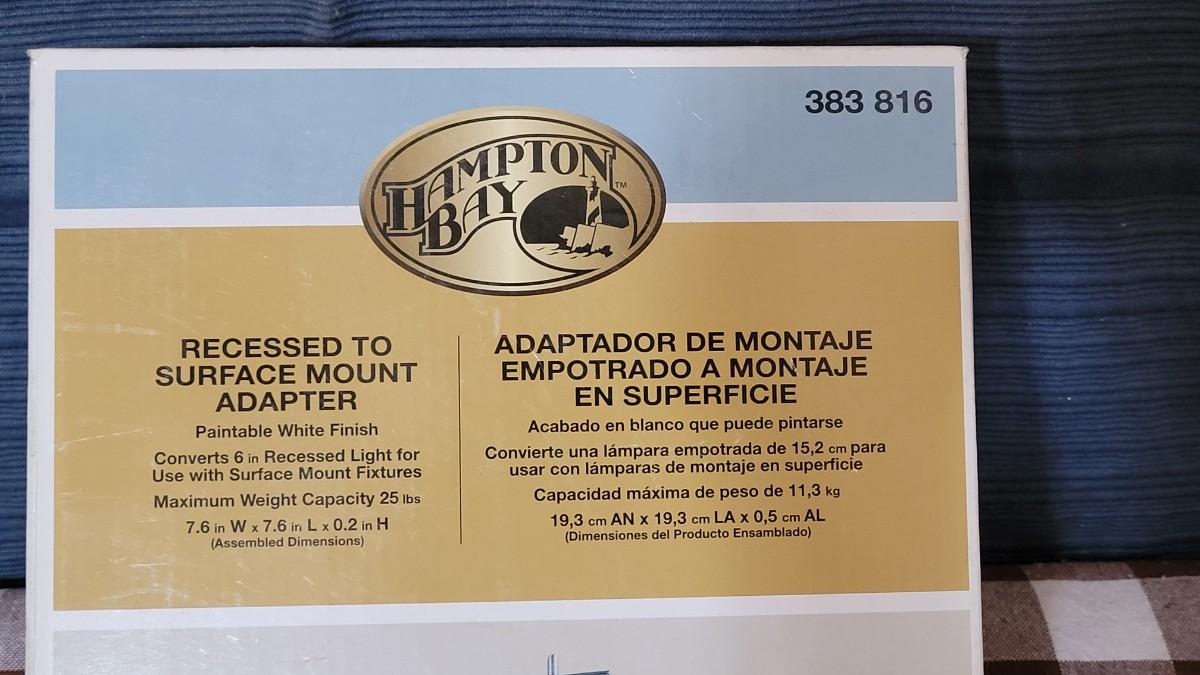 383 816
HAMPTON
BAY
TM
RECESSED TO
SURFACE MOUNT
ADAPTER
Paintable White Finish
Converts 6 in Recessed Light for
Use with Surface Mount Fixtures
Maximum Weight Capacity 25 lbs
7.6 in W x 7.6 in L x 0.2 in H
(Assembled Dimensions)
ADAPTADOR DE MONTAJE
EMPOTRADO A MONTAJE
EN SUPERFICIE
Acabado en blanco que puede pintarse
Convierte una lámpara empotrada de 15,2 cm para
usar con lámparas de montaje en superficie
Capacidad máxima de peso de 11,3 kg
19,3 cm AN x 19,3 cm LA x 0,5 cm AL
(Dimensiones del Producto Ensamblado)